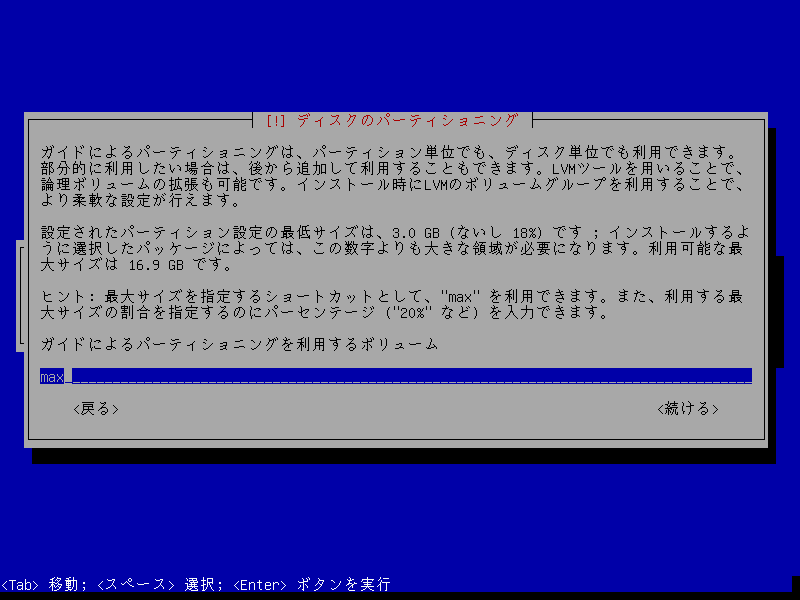 [!] ディスクのパーティショニング
ガイドによるパーティショニングは、パーティション単位でも、ディスク単位でも利用できます。
部分的に利用したい場合は、後から追加して利用することもできます。LVMツールを用いることで、
論理ボリュームの拡張も可能です。インストール時にLVMのボリュームグループを利用することで、
より柔軟な設定が行えます。
設定されたパーティション設定の最低サイズは、3.0 GB (ないし 18%) です ; インストールするよ
うに選択したパッケージによっては、この数字よりも大きな領域が必要になります。利用可能な最
大サイズは 16.9 GB です。
ヒント: 最大サイズを指定するショートカットとして、"max" を利用できます。また、利用する最
大サイズの割合を指定するのにパーセンテージ ("20%" など) を入力できます。
ガイドによるパーティショニングを利用するボリューム
max
<戻る> <続ける>
<Tab> 移動; <スペース> 選択; <Enter> ボタンを実行